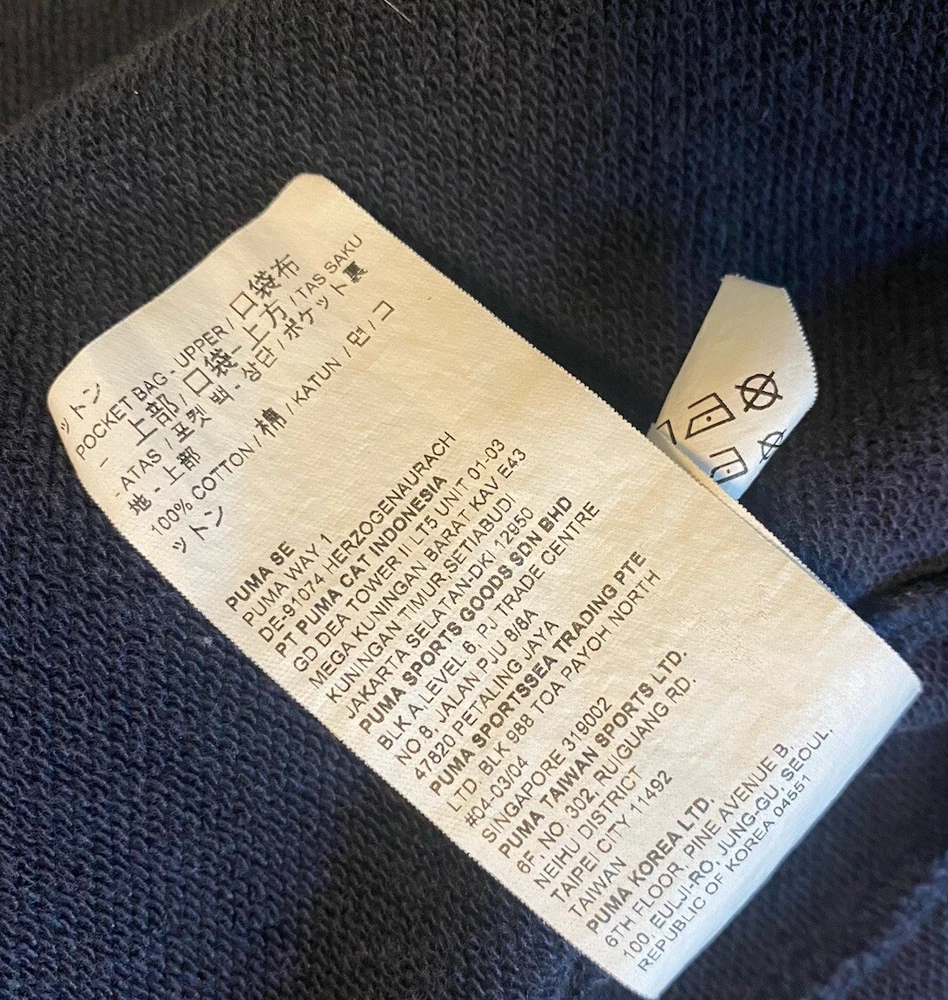 ットン
POCKET BAG - UPPER / 口袋布
- 上部 / 口袋-上方 / TAS SAKU
- ATAS / 포켓 백 - 상단 / ポケット裏
地 - 上部
100% COTTON / 棉 / KATUN / 면 / コ
ットン
PUMA SE
PUMA WAY 1
DE-91074 HERZOGENAURACH
PT PUMA CAT INDONESIA
GD DEA TOWER II LT5 UNIT 01-03
MEGA KUNINGAN BARAT KAV E43
KUNINGAN TIMUR SETIABUDI
JAKARTA SELATAN-DKI 12950
PUMA SPORTS GOODS SDN BHD
BLK A,LEVEL 6, PJ TRADE CENTRE
NO 8, JALAN PJU 8/8A
47820 PETALING JAYA
PUMA SPORTSSEA TRADING PTE
LTD, BLK 998 TOA PAYOH NORTH
#04-03/04
SINGAPORE 319002
PUMA TAIWAN SPORTS LTD.
6F, NO. 302, RUIGUANG RD.
NEIHU DISTRICT
TAIPEI CITY 11492
TAIWAN
PUMA KOREA LTD.
6TH FLOOR, PINE AVENUE B,
100, EULJI-RO, JUNG-GU, SEOUL.
REPUBLIC OF KOREA 04551